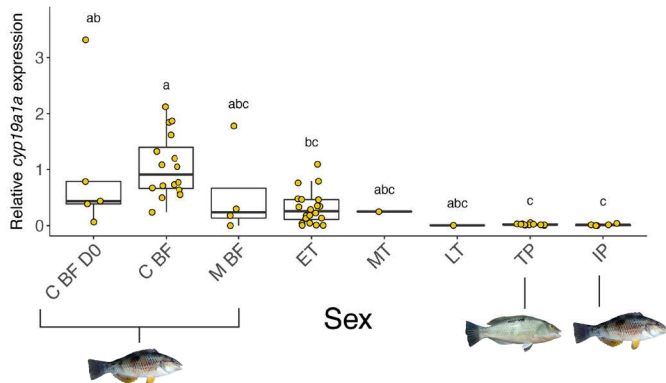 Relative cyp19a1a expression
3
2
1
0
ab
a
abc
bc
abc
abc
c
c
C BF D0
C BF
M BF
ET
MT
LT
TP
IP
Sex